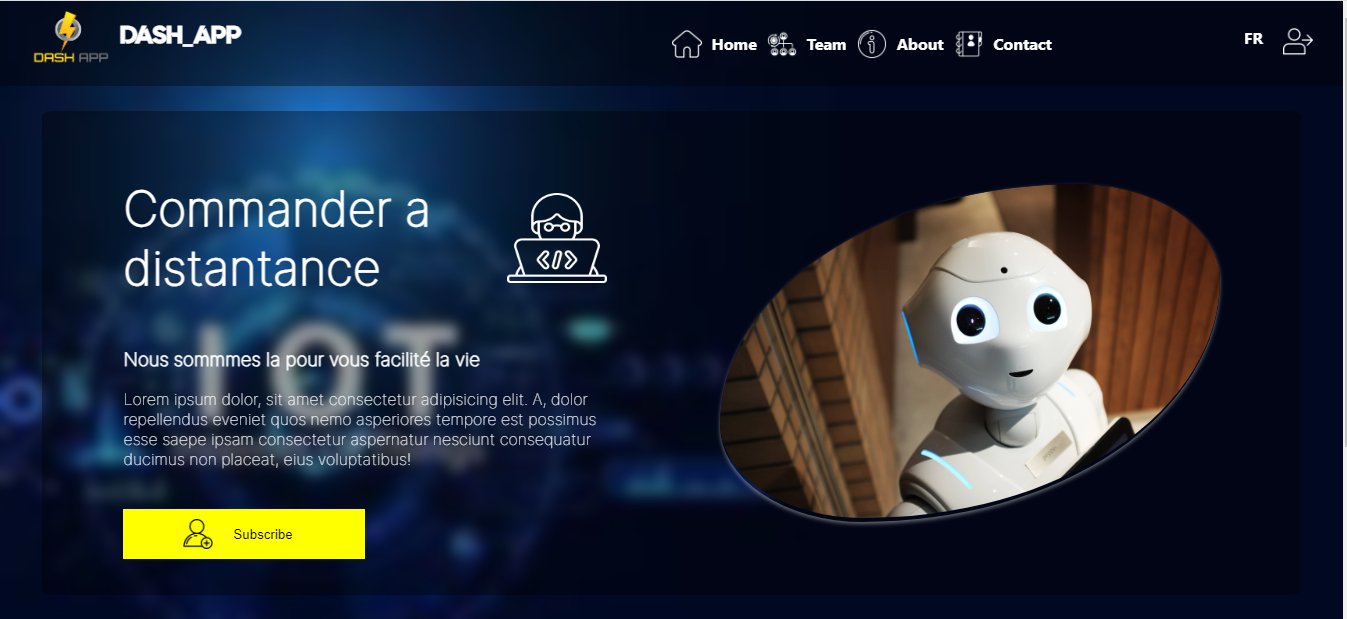 DASH APP
DASH_APP
Home
Team
About
Contact
FR
Commander a
distantance
</>
IOT
Nous sommmes la pour vous facilité la vie
Lorem ipsum dolor, sit amet consectetur adipisicing elit. A, dolor
repellendus eveniet quos nemo asperiores tempore est possimus
esse saepe ipsam consectetur aspernatur nesciunt consequatur
ducimus non placeat, eius voluptatibus!
Subscribe